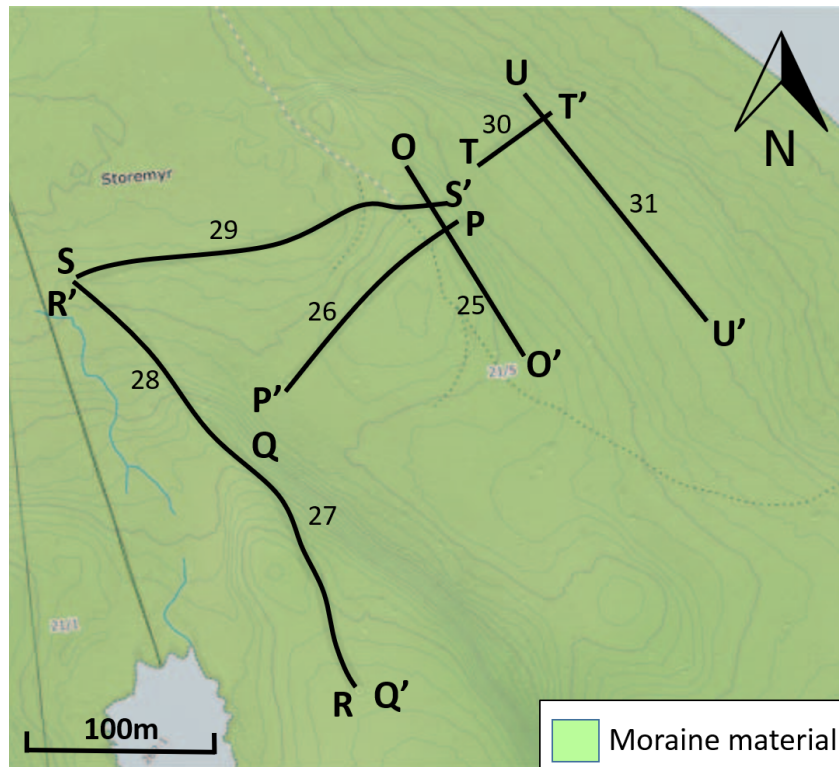 U
T'
30
O
T
N
Storemyr
S'
P
31
29
S
R'
26
25
U'
O'
21/5
28
P'
Q
27
21/1
R
Q'
100m
Moraine material